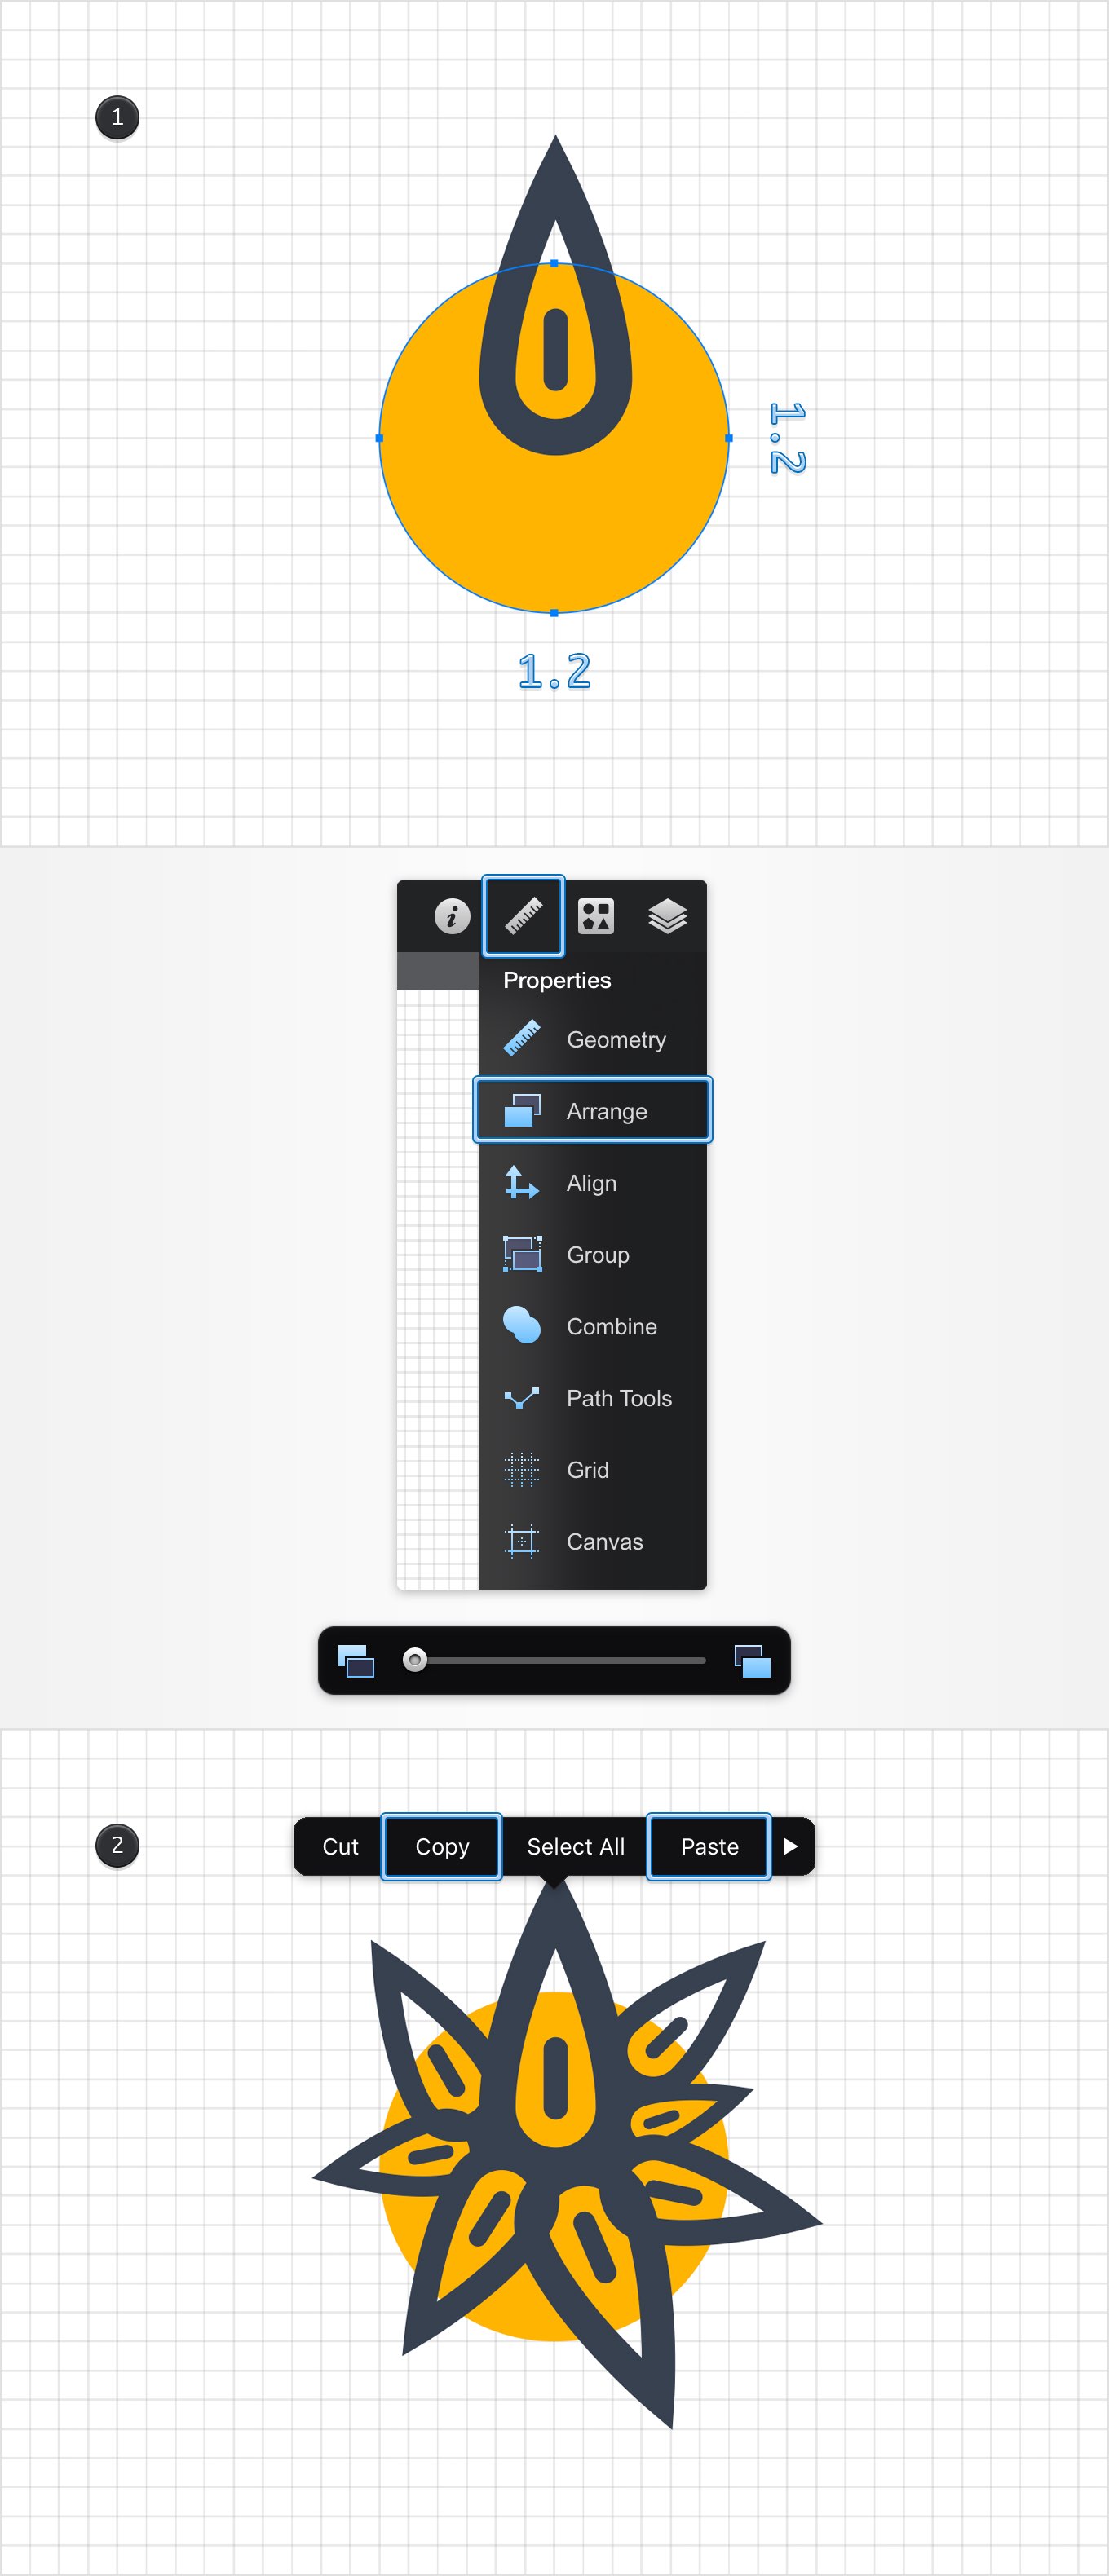 1
1.2
1.2
i
Properties
Geometry
Arrange
Align
Group
Combine
Path Tools
Grid
Canvas
2
Cut Copy Select All Paste